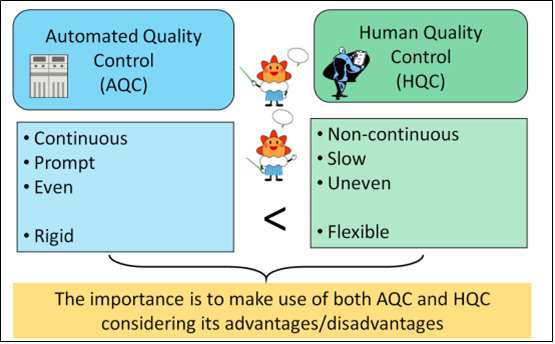 Automated Quality
Control
(AQC)
Human Quality
Control
(HQC)
• Continuous
• Prompt
• Even
• Rigid
<
• Non-continuous
• Slow
• Uneven
• Flexible
The importance is to make use of both AQC and HQC
considering its advantages/disadvantages